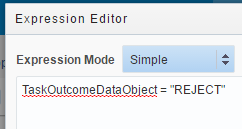 Expression Editor
Expression Mode Simple
TaskOutcomeDataObject = "REJECT"